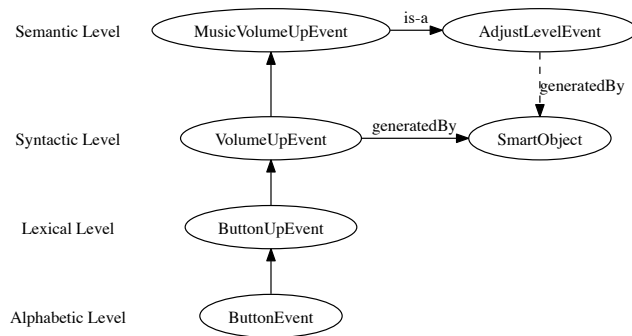 Semantic Level
MusicVolumeUpEvent
is-a
AdjustLevelEvent
generatedBy
Syntactic Level
VolumeUpEvent
generatedBy
SmartObject
Lexical Level
ButtonUpEvent
Alphabetic Level
ButtonEvent